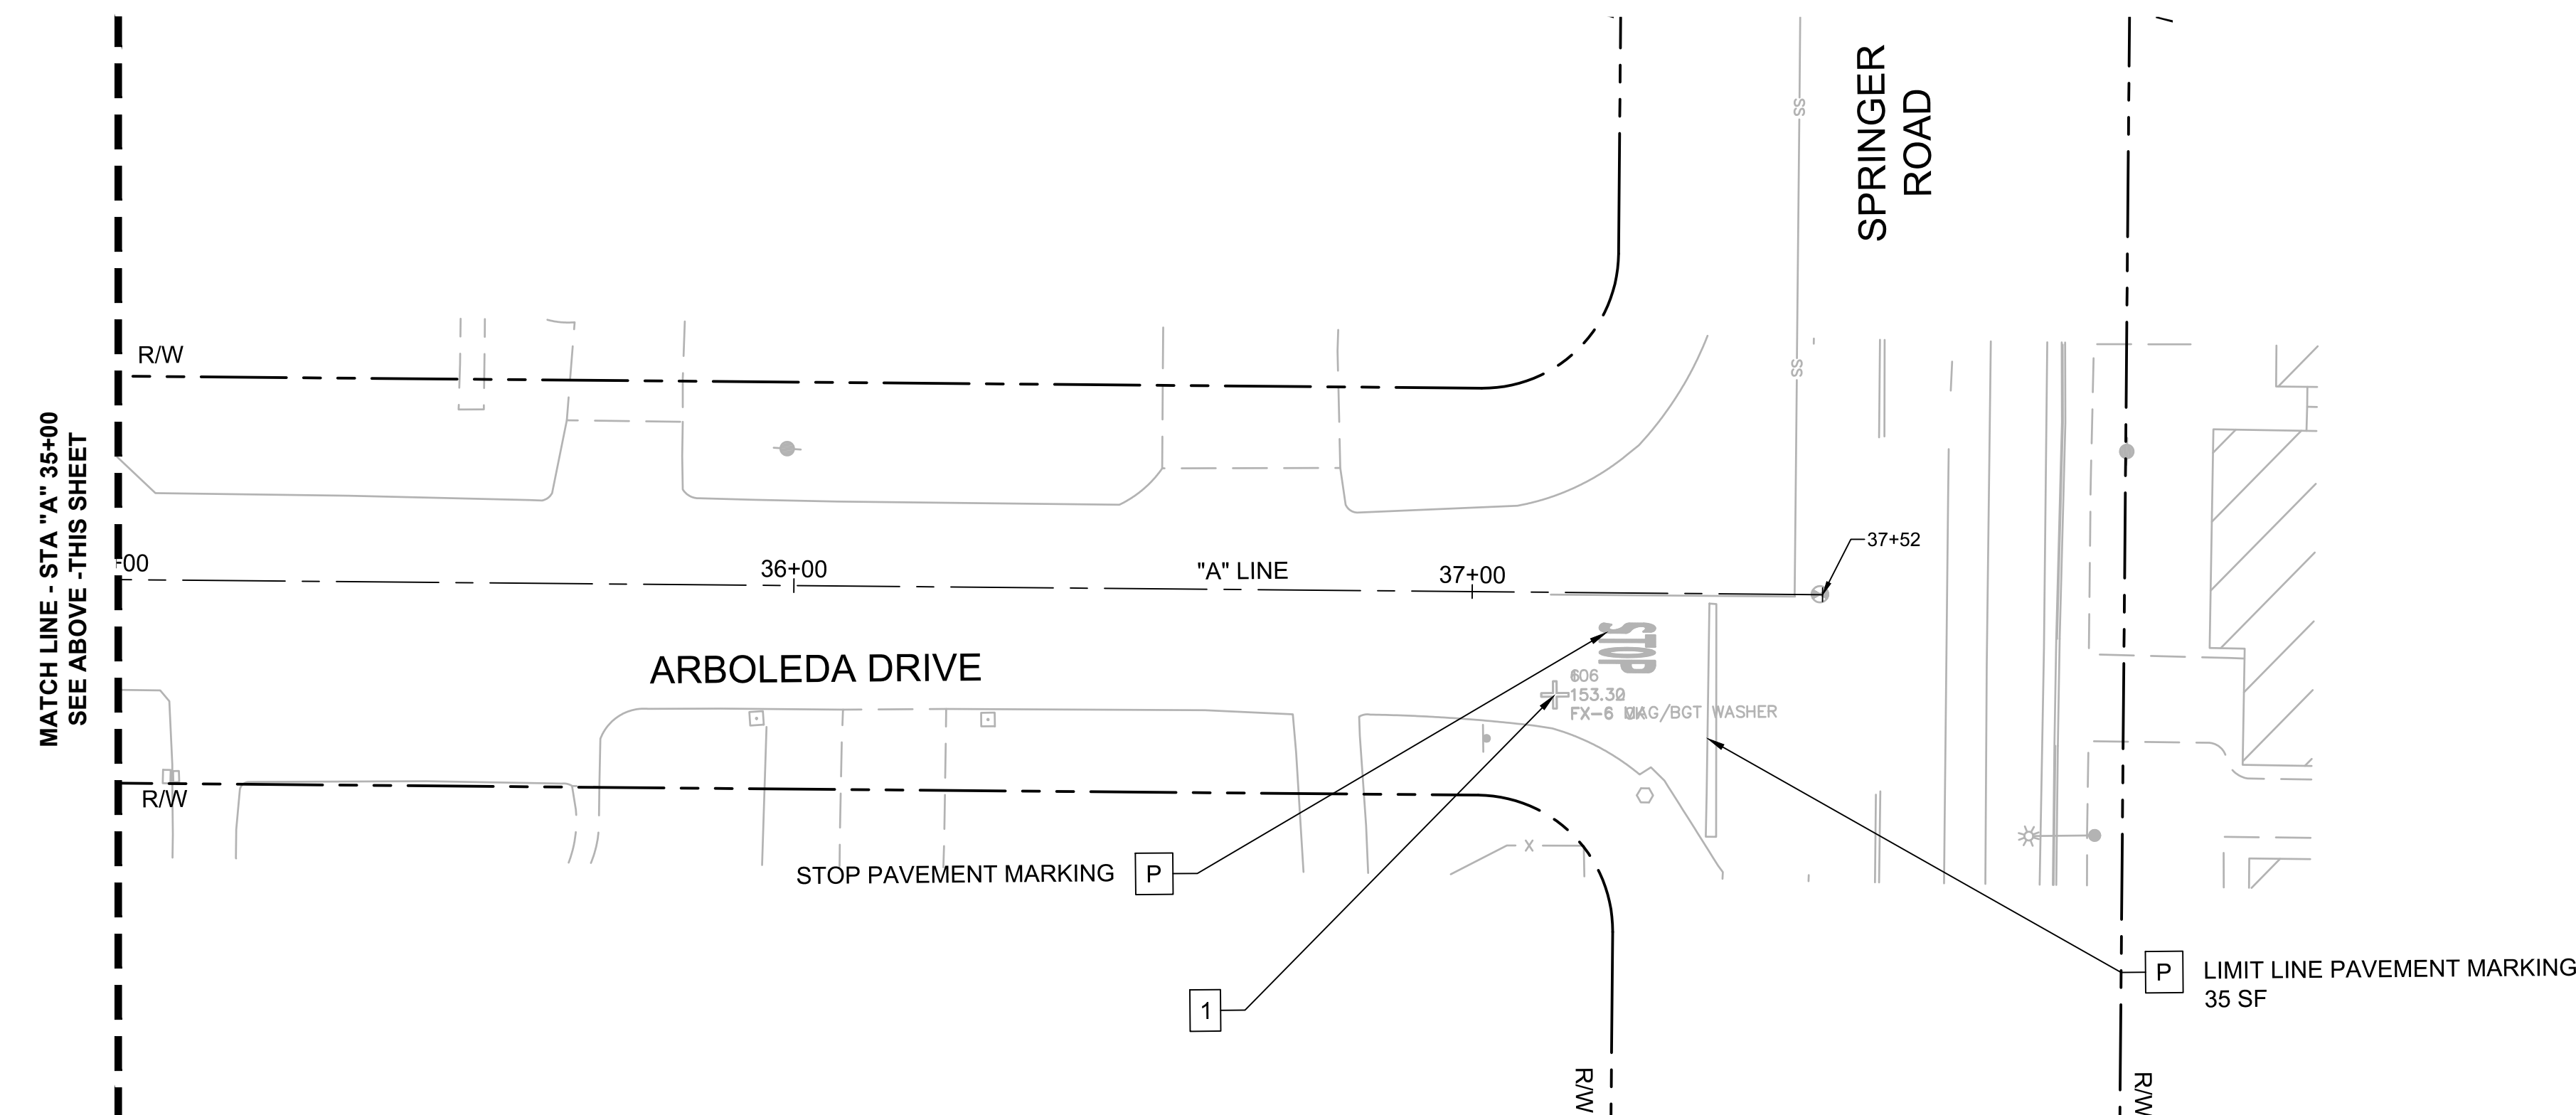 SPRINGER
ROAD
SS
SS
R/W
MATCH LINE - STA "A" 35+00
SEE ABOVE -THIS SHEET
+00
36+00
"A" LINE
37+00
37+52
ARBOLEDA DRIVE
STOP
606
153.30
FX-6 MAG/BGT WASHER
R/W
X
STOP PAVEMENT MARKING P
1
P LIMIT LINE PAVEMENT MARKING
35 SF
R/W
R/W